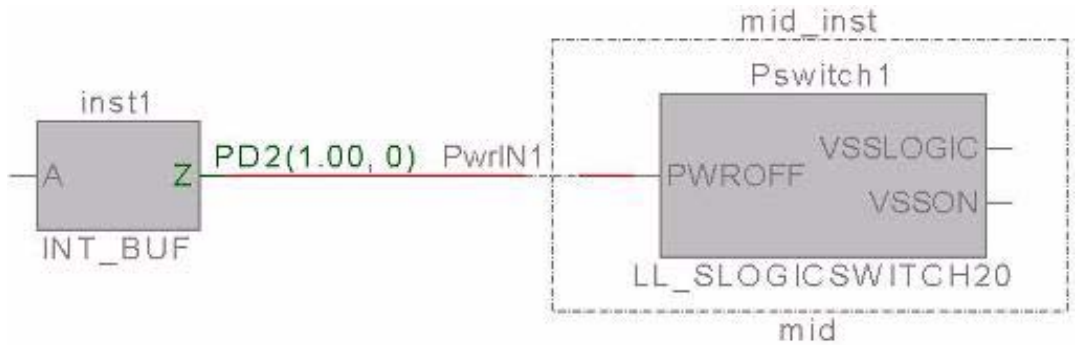 mid_inst
Pswitch1
inst1
PD2(1.00, 0) PwrIN1
VSSLOGIC
A Z
PWROFF
VSSON
INT_BUF
LL_SLOGICSWITCH20
mid